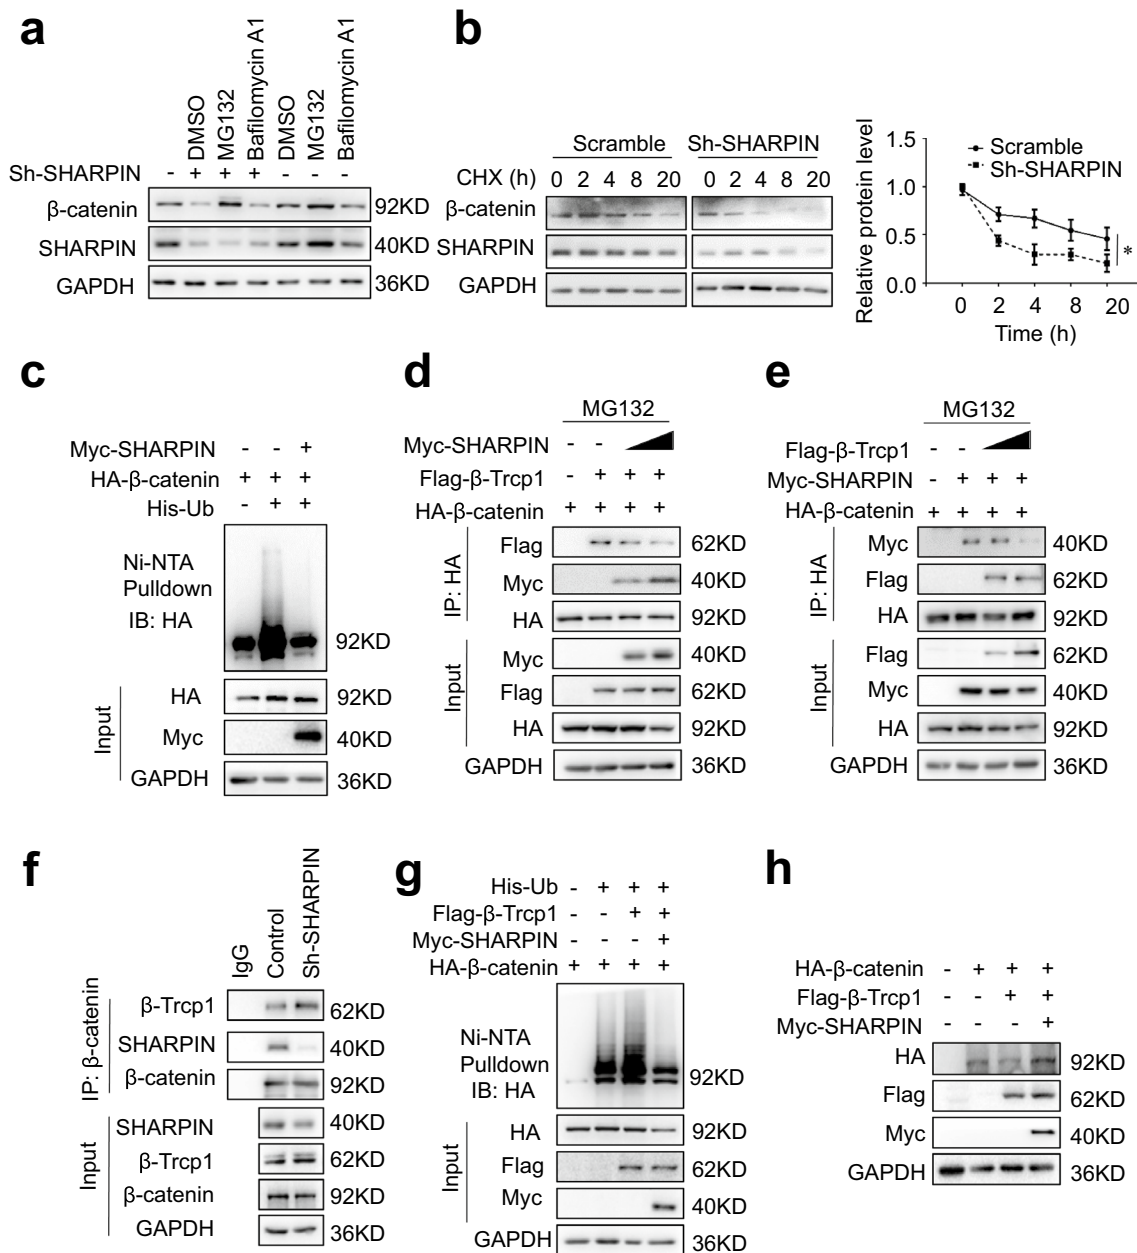 a
DMSO
MG132
Bafilomycin A1
DMSO
MG132
Bafilomycin A1
Sh-SHARPIN - + + + - - -
β-catenin 92KD
SHARPIN 40KD
GAPDH 36KD
b
Scramble Sh-SHARPIN
CHX (h) 0 2 4 8 20 0 2 4 8 20
β-catenin
SHARPIN
GAPDH
Relative protein level
1.5
1.0
0.5
0.0
Scramble
Sh-SHARPIN
*
0 2 4 8 20
Time (h)
c
Myc-SHARPIN - - +
HA-β-catenin + + +
His-Ub - + +
Ni-NTA
Pulldown
IB: HA
92KD
Input
HA 92KD
Myc 40KD
GAPDH 36KD
d
MG132
Myc-SHARPIN - -
Flag-β-Trcp1 - + + +
HA-β-catenin + + + +
IP: HA
Flag 62KD
Myc 40KD
HA 92KD
Input
Myc 40KD
Flag 62KD
HA 92KD
GAPDH 36KD
e
MG132
Flag-β-Trcp1 - -
Myc-SHARPIN - + + +
HA-β-catenin + + + +
IP: HA
Myc 40KD
Flag 62KD
HA 92KD
Input
Flag 62KD
Myc 40KD
HA 92KD
GAPDH 36KD
f
IgG
Control
Sh-SHARPIN
IP: β-catenin
β-Trcp1 62KD
SHARPIN 40KD
β-catenin 92KD
Input
SHARPIN 40KD
β-Trcp1 62KD
β-catenin 92KD
GAPDH 36KD
g
His-Ub - + + +
Flag-β-Trcp1 - - + +
Myc-SHARPIN - - - +
HA-β-catenin + + + +
Ni-NTA
Pulldown
IB: HA
92KD
Input
HA 92KD
Flag 62KD
Myc 40KD
GAPDH 36KD
h
HA-β-catenin - + + +
Flag-β-Trcp1 - - + +
Myc-SHARPIN - - - +
HA 92KD
Flag 62KD
Myc 40KD
GAPDH 36KD